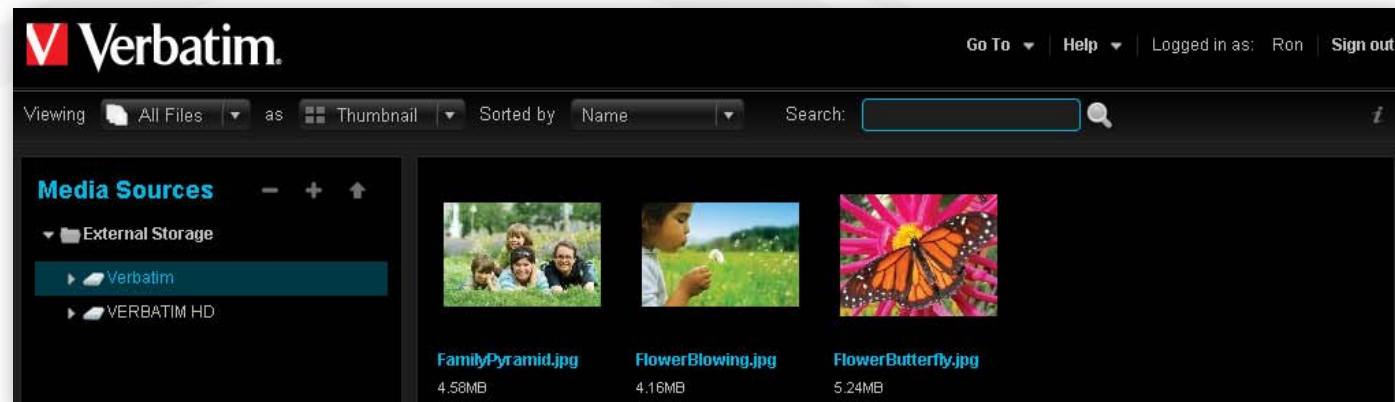 V Verbatim.
Go To Help Logged in as: Ron Sign out
Viewing All Files as Thumbnail Sorted by Name Search: i
Media Sources
External Storage
Verbatim
VERBATIM HD
FamilyPyramid.jpg FlowerBlowing.jpg FlowerButterfly.jpg
4.58MB 4.16MB 5.24MB